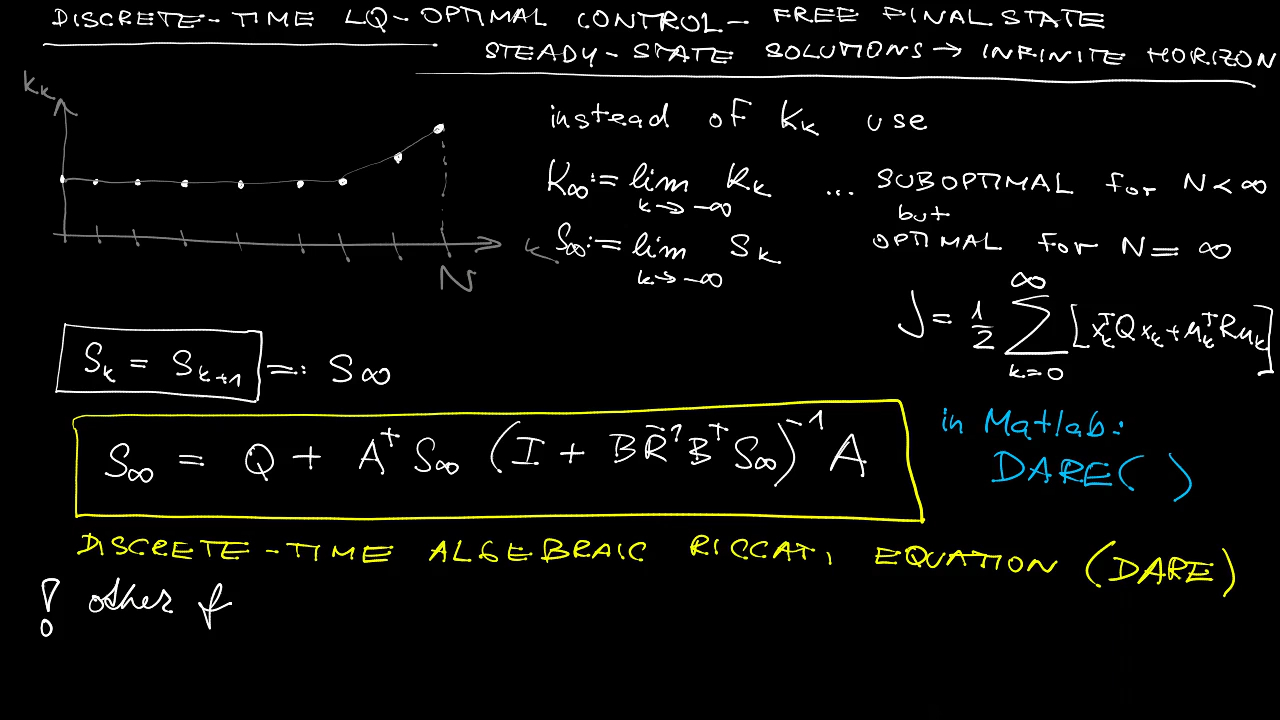 DISCRETE-TIME LQ-OPTIMAL CONTROL- FREE FINAL STATE
STEADY-STATE SOLUTIONS → INFINITE HORIZON
K_k
k
N
instead of K_k use
K_∞ := lim_{k→-∞} K_k ... SUBOPTIMAL for N<∞
but
S_∞ := lim_{k→-∞} S_k OPTIMAL for N=∞
J = 1/2 ∑_{k=0}^{∞} [x_k^T Q x_k + u_k^T R u_k]
S_k = S_{k+1} =: S_∞
S_∞ = Q + A^T S_∞ (I + B R^{-1} B^T S_∞)^{-1} A
in Matlab:
DARE( )
DISCRETE-TIME ALGEBRAIC RICCATI EQUATION (DARE)
! other f